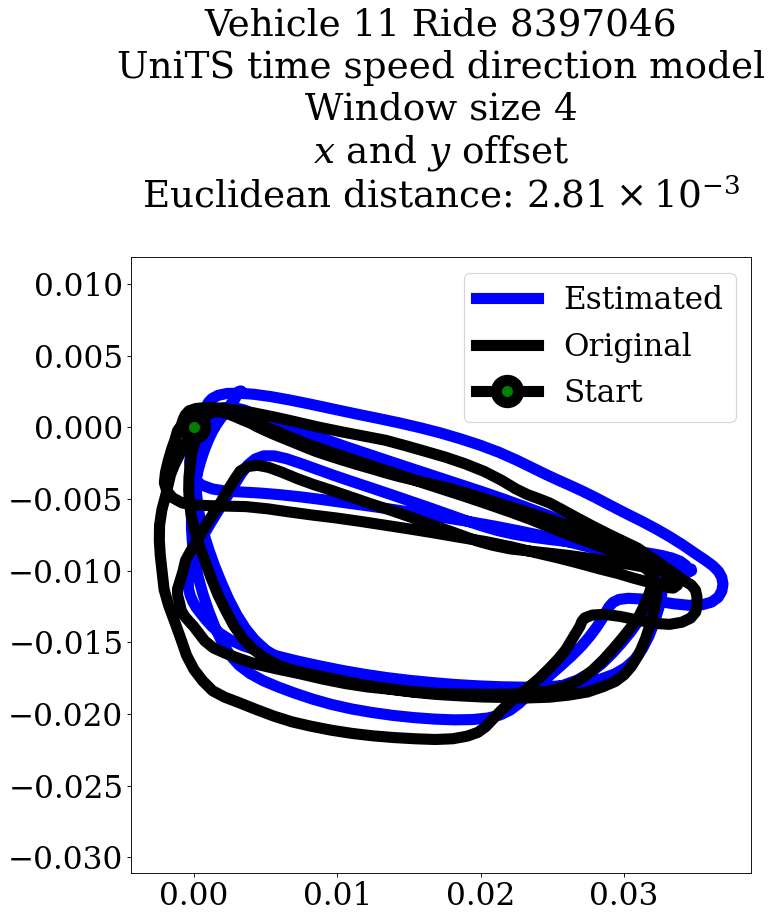 Vehicle 11 Ride 8397046
UniTS time speed direction model
Window size 4
x and y offset
Euclidean distance: 2.81 × 10⁻³
Estimated
Original
Start
0.010
0.005
0.000
−0.005
−0.010
−0.015
−0.020
−0.025
−0.030
0.00 0.01 0.02 0.03